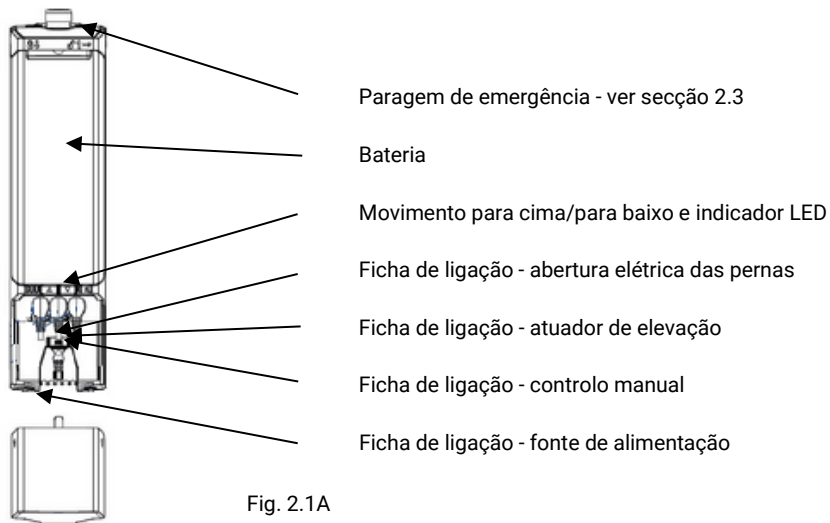 Paragem de emergência - ver secção 2.3
Bateria
Movimento para cima/para baixo e indicador LED
Ficha de ligação - abertura elétrica das pernas
Ficha de ligação - atuador de elevação
Ficha de ligação - controlo manual
Ficha de ligação - fonte de alimentação
Fig. 2.1A